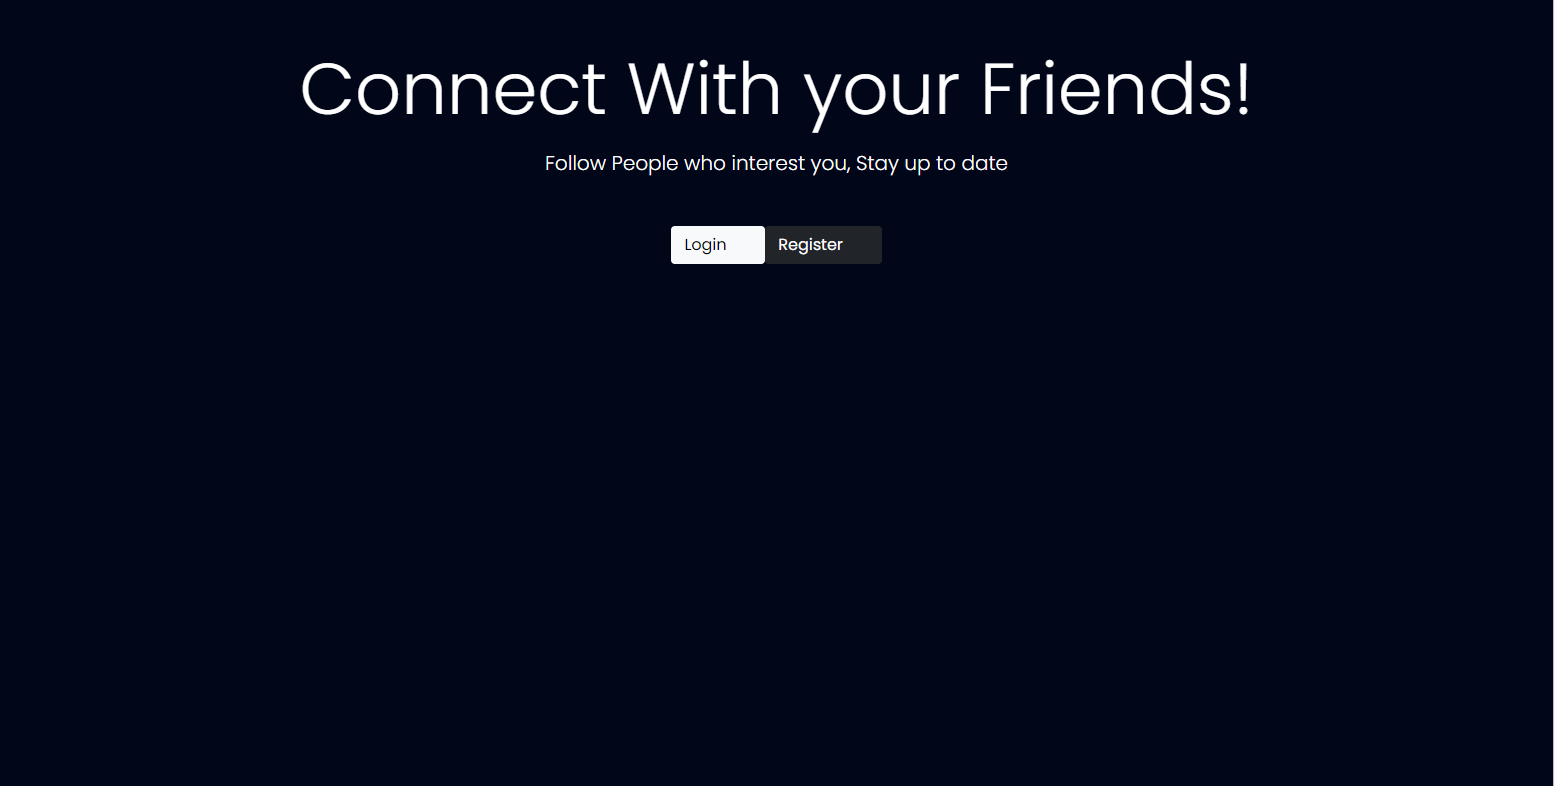 Connect With your Friends!
Follow People who interest you, Stay up to date
Login Register